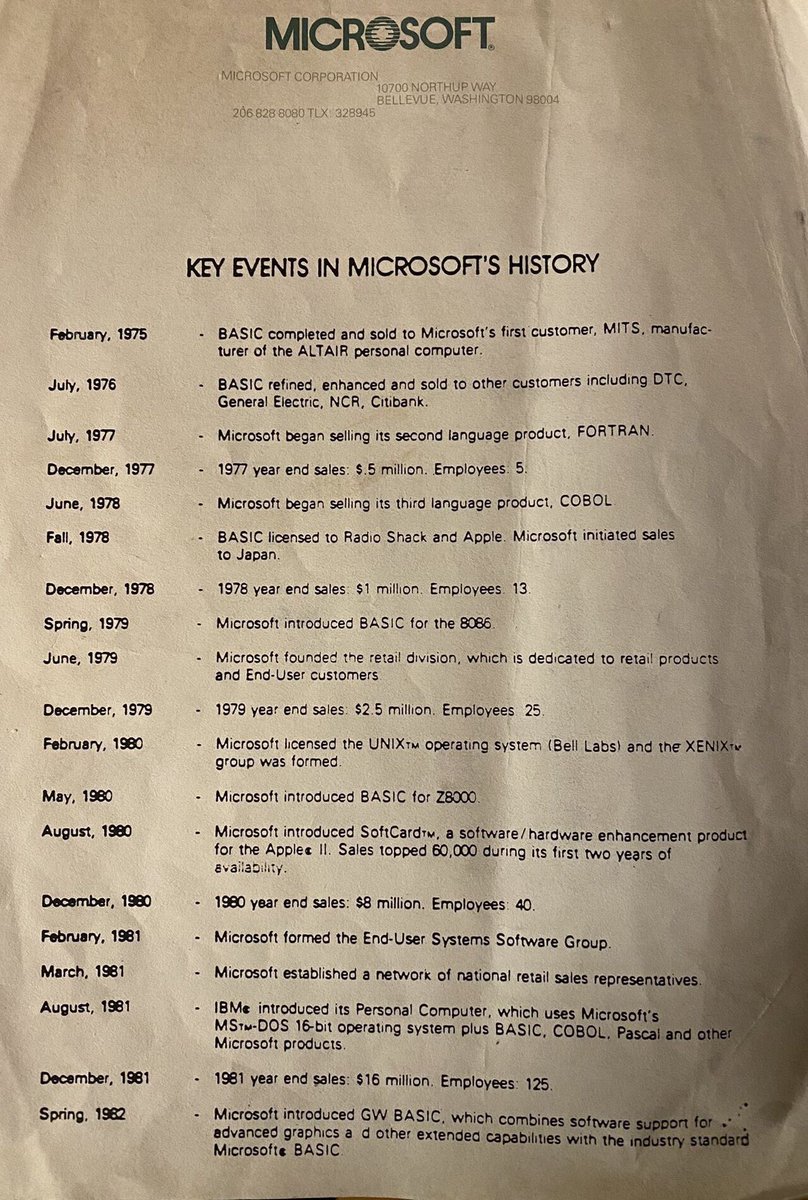 MICROSOFT®
MICROSOFT CORPORATION
10700 NORTHUP WAY
BELLEVUE, WASHINGTON 98004
206 828 8080 TLX: 328945
KEY EVENTS IN MICROSOFT'S HISTORY
February, 1975 - BASIC completed and sold to Microsoft's first customer, MITS, manufac-
turer of the ALTAIR personal computer.
July, 1976 - BASIC refined, enhanced and sold to other customers including DTC,
General Electric, NCR, Citibank.
July, 1977 - Microsoft began selling its second language product, FORTRAN.
December, 1977 - 1977 year end sales: $.5 million. Employees: 5.
June, 1978 - Microsoft began selling its third language product, COBOL
Fall, 1978 - BASIC licensed to Radio Shack and Apple. Microsoft initiated sales
to Japan.
December, 1978 - 1978 year end sales: $1 million. Employees: 13.
Spring, 1979 - Microsoft introduced BASIC for the 8086.
June, 1979 - Microsoft founded the retail division, which is dedicated to retail products
and End-User customers
December, 1979 - 1979 year end sales: $2.5 million. Employees 25.
February, 1980 - Microsoft licensed the UNIX™ operating system (Bell Labs) and the XENIX™
group was formed.
May, 1980 - Microsoft introduced BASIC for Z8000.
August, 1980 - Microsoft introduced SoftCard™, a software/hardware enhancement product
for the Apple® II. Sales topped 60,000 during its first two years of
availability.
December, 1980 - 1980 year end sales: $8 million. Employees: 40.
February, 1981 - Microsoft formed the End-User Systems Software Group.
March, 1981 - Microsoft established a network of national retail sales representatives.
August, 1981 - IBM® introduced its Personal Computer, which uses Microsoft's
MS™-DOS 16-bit operating system plus BASIC, COBOL, Pascal and other
Microsoft products.
December, 1981 - 1981 year end sales: $16 million. Employees: 125.
Spring, 1982 - Microsoft introduced GW BASIC, which combines software support for
advanced graphics a d other extended capabilities with the industry standard
Microsoft® BASIC